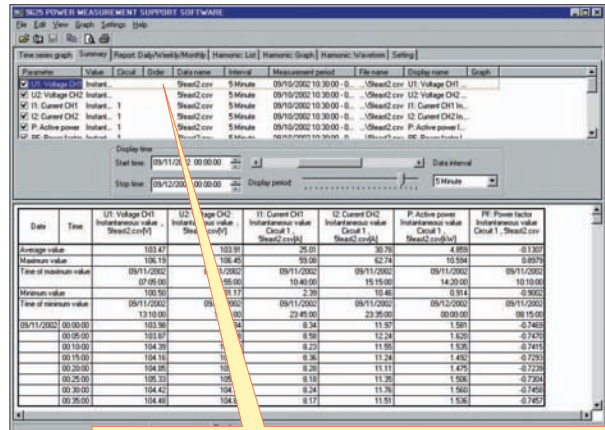 9625 POWER MEASUREMENT SUPPORT SOFTWARE
File Edit View Graph Settings Help
Time series graph Summary Report: Daily/Weekly/Monthly Harmonic: List Harmonic: Graph Harmonic: Waveform Setting
Parameter Value Circuit Order Data name Interval Measurement period File name Display name Graph
U1: Voltage CH1 Instant... 5least2.csv 5 Minute 09/10/2002 10:30:00 - 0... ...\5least2.csv U1: Voltage CH1 ...
U2: Voltage CH2 Instant... 5least2.csv 5 Minute 09/10/2002 10:30:00 - 0... ...\5least2.csv U2: Voltage CH2 ...
I1: Current CH1 Instant... 1 5least2.csv 5 Minute 09/10/2002 10:30:00 - 0... ...\5least2.csv I1: Current CH1 In...
I2: Current CH2 Instant... 1 5least2.csv 5 Minute 09/10/2002 10:30:00 - 0... ...\5least2.csv I2: Current CH2 In...
P: Active power Instant... 1 5least2.csv 5 Minute 09/10/2002 10:30:00 - 0... ...\5least2.csv P: Active power I...
Display time
Start time: 09/11/2002 00:00:00 Data interval
Stop time: 09/12/2002 00:00:00 Display period: 5 Minute
Date Time U1: Voltage CH1 Instantaneous value , 5least2.csv[V] U2: Voltage CH2 Instantaneous value , 5least2.csv[V] I1: Current CH1 Instantaneous value Circuit 1 , 5least2.csv[A] I2: Current CH2 Instantaneous value Circuit 1 , 5least2.csv[A] P: Active power Instantaneous value Circuit 1 , 5least2.csv[kW] PF: Power factor Instantaneous value Circuit 1 , 5least2.csv
Average value 103.47 103.91 25.01 30.78 4.859 -0.1307
Maximum value 106.19 106.45 59.00 62.74 10.594 0.8979
Time of maximum value 09/11/2002 09/11/2002 09/11/2002 09/11/2002 09/11/2002
07:05:00 55:00 10:40:00 15:15:00 14:20:00 10:10:00
Minimum value 100.50 2.39 10.46 0.914 -0.9002
Time of minimum value 09/11/2002 09/11/2002 09/11/2002 09/12/2002 09/11/2002
13:10:00 23:45:00 23:35:00 00:00:00 08:15:00
09/11/2002 00:00:00 103.98 8.34 11.97 1.581 -0.7469
00:05:00 103.87 8.58 12.24 1.620 -0.7470
00:10:00 104.39 8.23 11.55 1.535 -0.7415
00:15:00 104.16 8.36 11.24 1.492 -0.7293
00:20:00 104.85 8.28 11.11 1.475 -0.7239
00:25:00 105.33 8.18 11.35 1.506 -0.7304
00:30:00 104.42 8.24 11.76 1.560 -0.7458
00:35:00 104.48 8.17 11.51 1.536 -0.7457